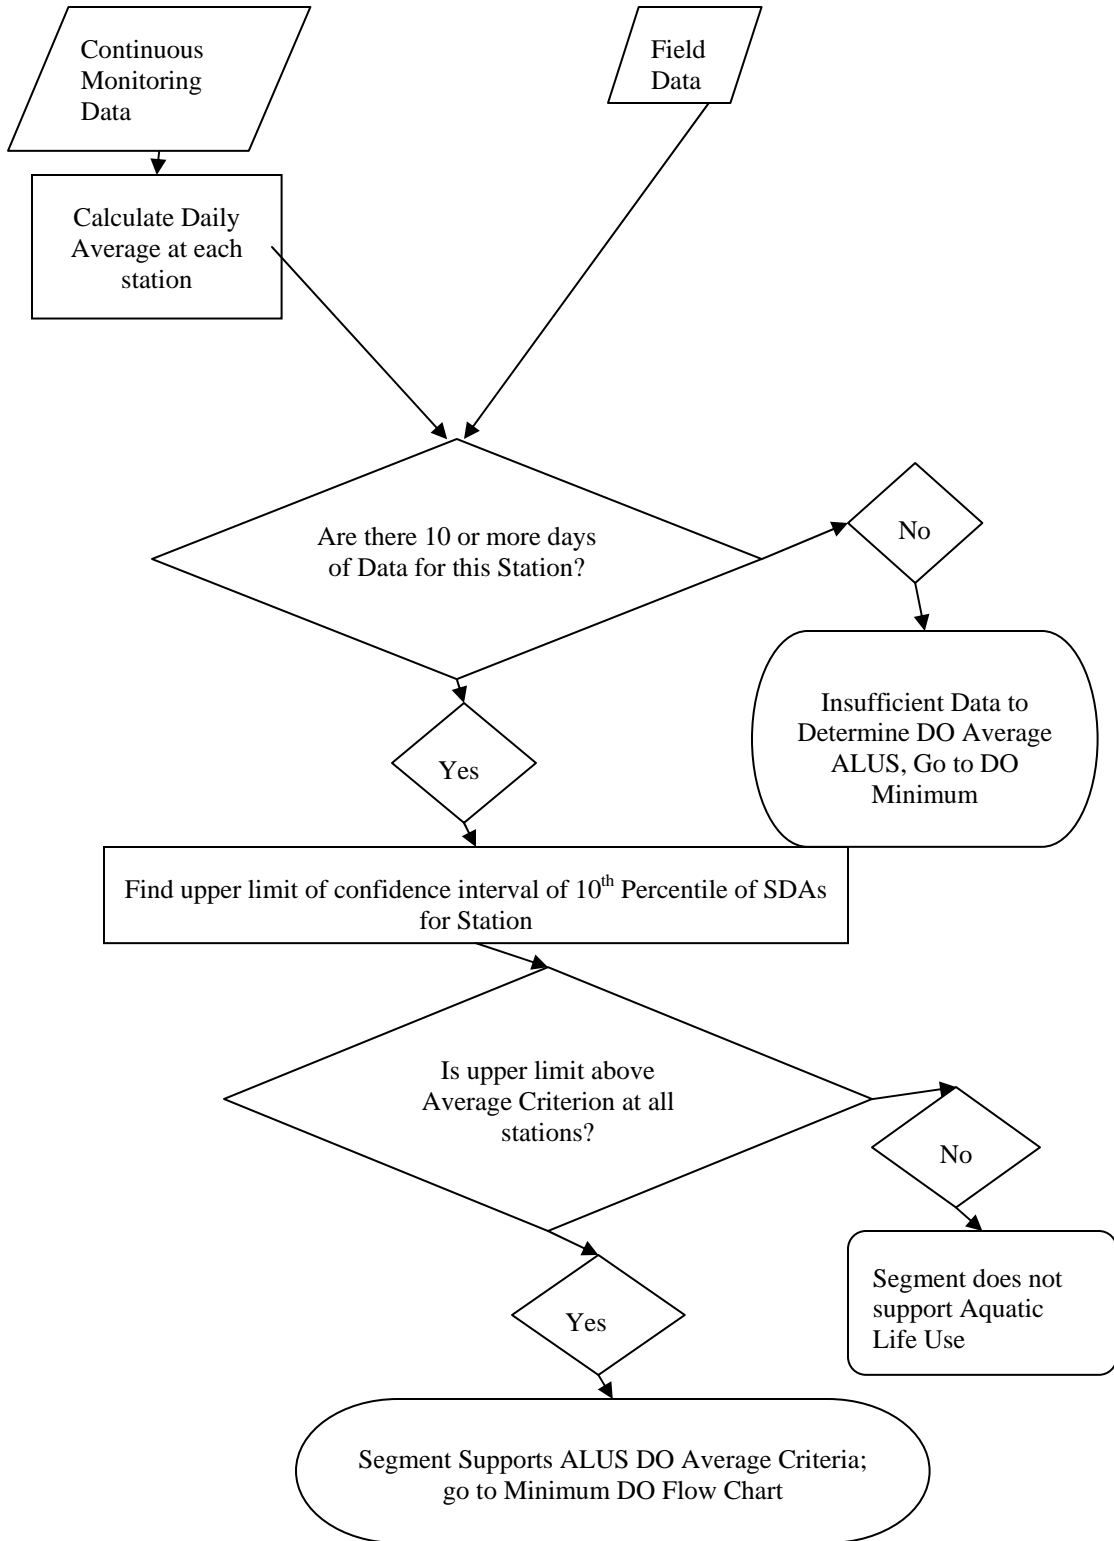 Continuous
Monitoring
Data
Field
Data
Calculate Daily
Average at each
station
Are there 10 or more days
of Data for this Station?
No
Insufficient Data to
Determine DO Average
ALUS, Go to DO
Minimum
Yes
Find upper limit of confidence interval of 10th Percentile of SDAs
for Station
Is upper limit above
Average Criterion at all
stations?
No
Segment does not
support Aquatic
Life Use
Yes
Segment Supports ALUS DO Average Criteria;
go to Minimum DO Flow Chart